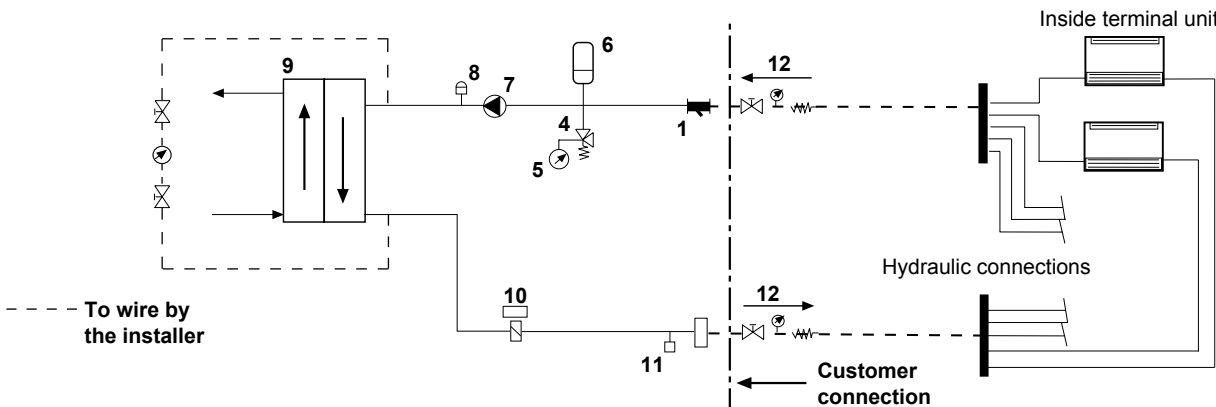 Inside terminal unit
6
9
8
7
12
4
5
1
Hydraulic connections
12
10
To wire by
the installer
11
Customer
connection